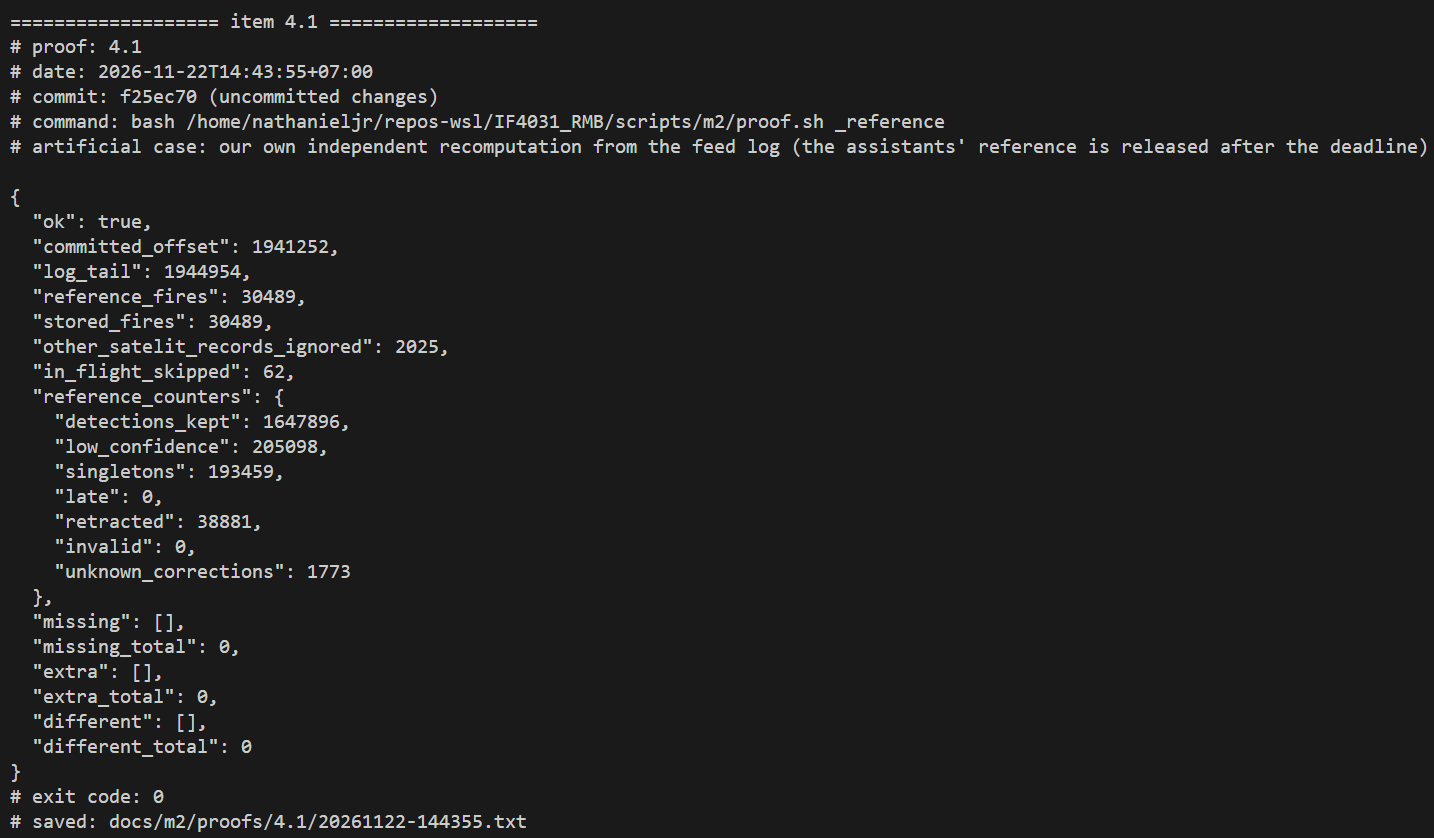 =================== item 4.1 ===================
# proof: 4.1
# date: 2026-11-22T14:43:55+07:00
# commit: f25ec70 (uncommitted changes)
# command: bash /home/nathanieljr/repos-wsl/IF4031_RMB/scripts/m2/proof.sh _reference
# artificial case: our own independent recomputation from the feed log (the assistants' reference is released after the deadline)

{
  "ok": true,
  "committed_offset": 1941252,
  "log_tail": 1944954,
  "reference_fires": 30489,
  "stored_fires": 30489,
  "other_satelit_records_ignored": 2025,
  "in_flight_skipped": 62,
  "reference_counters": {
    "detections_kept": 1647896,
    "low_confidence": 205098,
    "singletons": 193459,
    "late": 0,
    "retracted": 38881,
    "invalid": 0,
    "unknown_corrections": 1773
  },
  "missing": [],
  "missing_total": 0,
  "extra": [],
  "extra_total": 0,
  "different": [],
  "different_total": 0
}
# exit code: 0
# saved: docs/m2/proofs/4.1/20261122-144355.txt